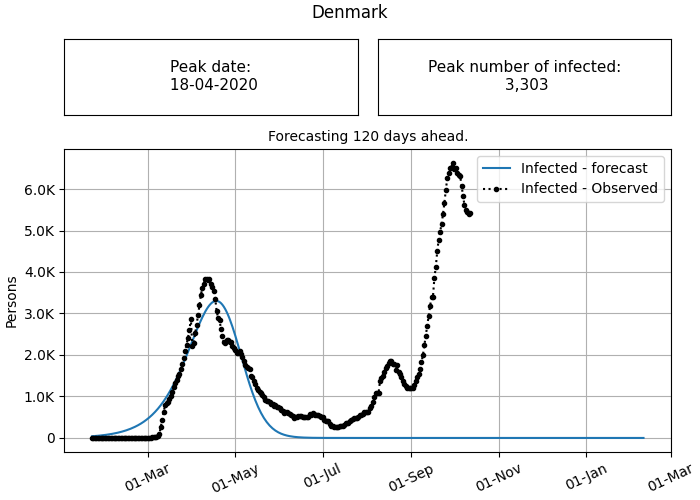 Denmark
Peak date:
18-04-2020
Peak number of infected:
3,303
Forecasting 120 days ahead.
Infected - forecast
Infected - Observed
Persons
6.0K
5.0K
4.0K
3.0K
2.0K
1.0K
0
01-Mar
01-May
01-Jul
01-Sep
01-Nov
01-Jan
01-Mar